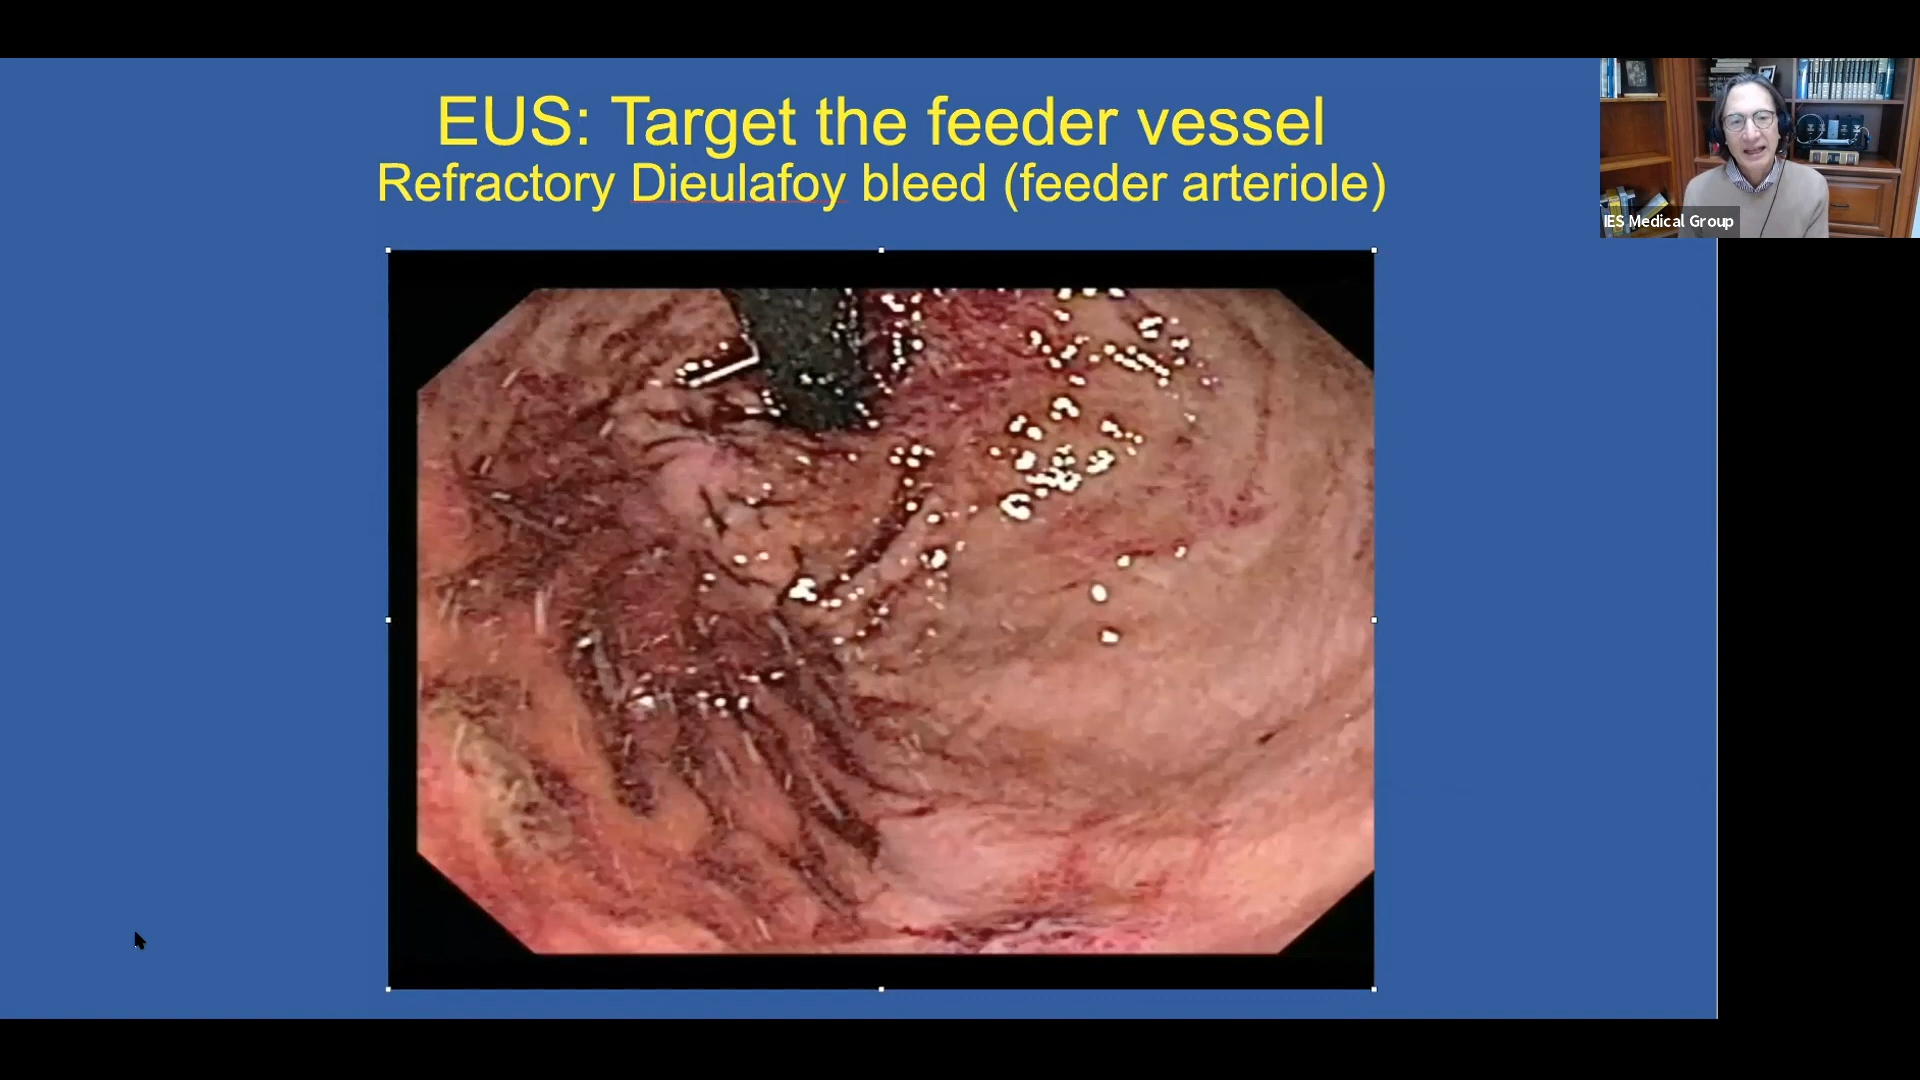 EUS: Target the feeder vessel
Refractory Dieulafoy bleed (feeder arteriole)
IES Medical Group